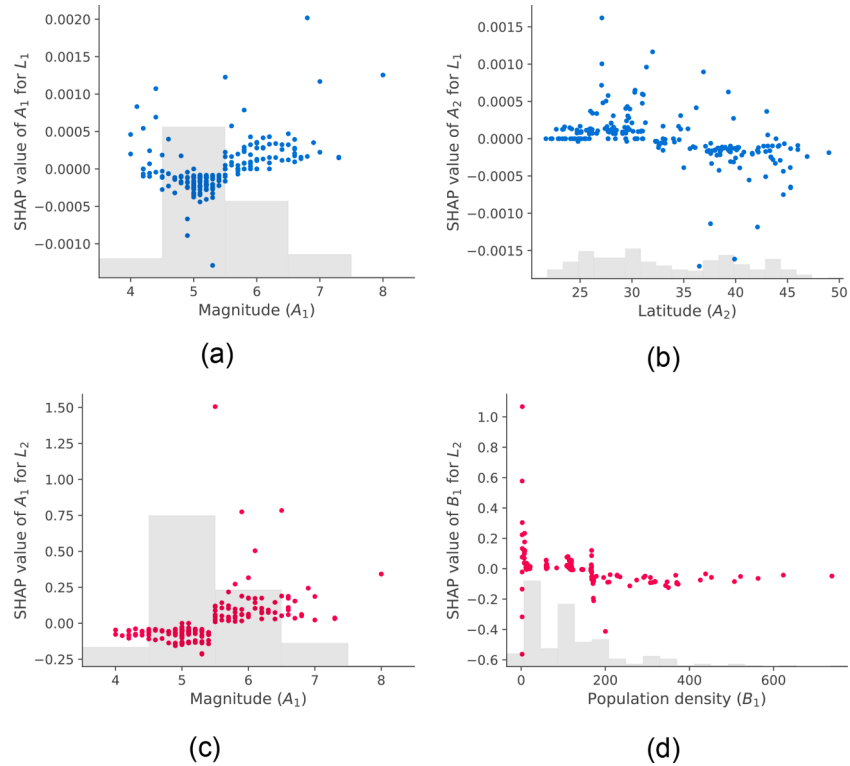 0.0020
0.0015
0.0010
0.0005
0.0000
−0.0005
−0.0010
SHAP value of A₁ for L₁
4 5 6 7 8
Magnitude (A₁)
(a)
0.0015
0.0010
0.0005
0.0000
−0.0005
−0.0010
−0.0015
SHAP value of A₂ for L₁
25 30 35 40 45 50
Latitude (A₂)
(b)
1.50
1.25
1.00
0.75
0.50
0.25
0.00
−0.25
SHAP value of A₁ for L₂
4 5 6 7 8
Magnitude (A₁)
(c)
1.0
0.8
0.6
0.4
0.2
0.0
−0.2
−0.4
−0.6
SHAP value of B₁ for L₂
0 200 400 600
Population density (B₁)
(d)